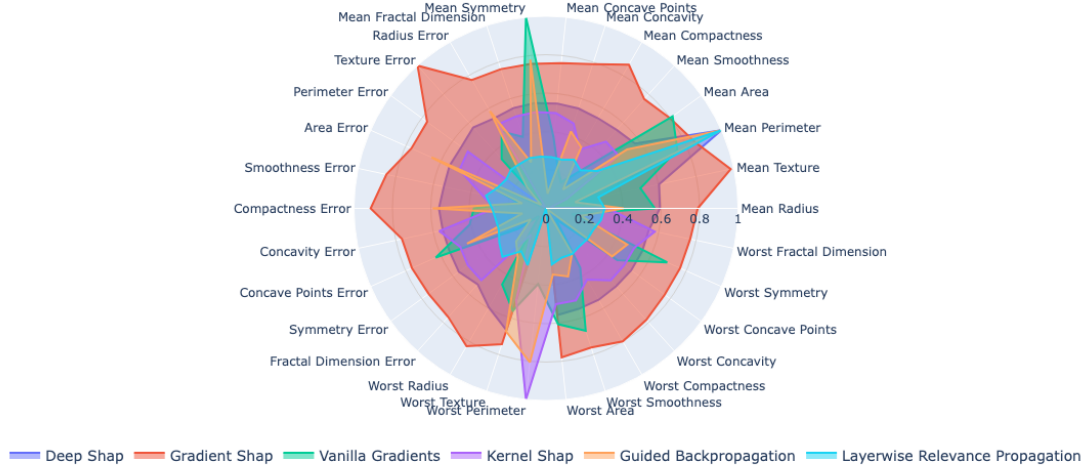 Mean Symmetry
Mean Concave Points
Mean Fractal Dimension
Mean Concavity
Radius Error
Mean Compactness
Texture Error
Mean Smoothness
Perimeter Error
Mean Area
Area Error
Mean Perimeter
Smoothness Error
Mean Texture
Compactness Error
Mean Radius
0 0.2 0.4 0.6 0.8 1
Concavity Error
Worst Fractal Dimension
Concave Points Error
Worst Symmetry
Symmetry Error
Worst Concave Points
Fractal Dimension Error
Worst Concavity
Worst Radius
Worst Compactness
Worst Texture
Worst Smoothness
Worst Perimeter
Worst Area
Deep Shap Gradient Shap Vanilla Gradients Kernel Shap Guided Backpropagation Layerwise Relevance Propagation